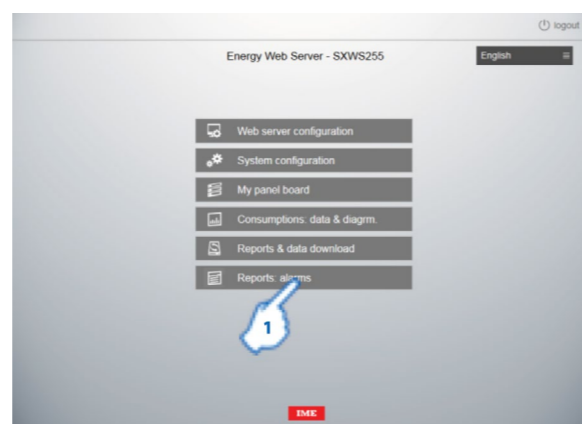 logout
Energy Web Server - SXWS255
English
Web server configuration
System configuration
My panel board
Consumptions: data & diagrm.
Reports & data download
Reports: alarms
1
IME